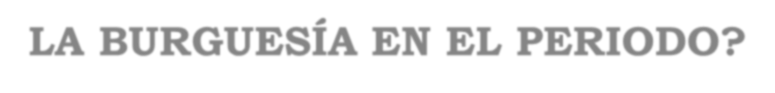 LA BURGUESÍA EN EL PERIODO?